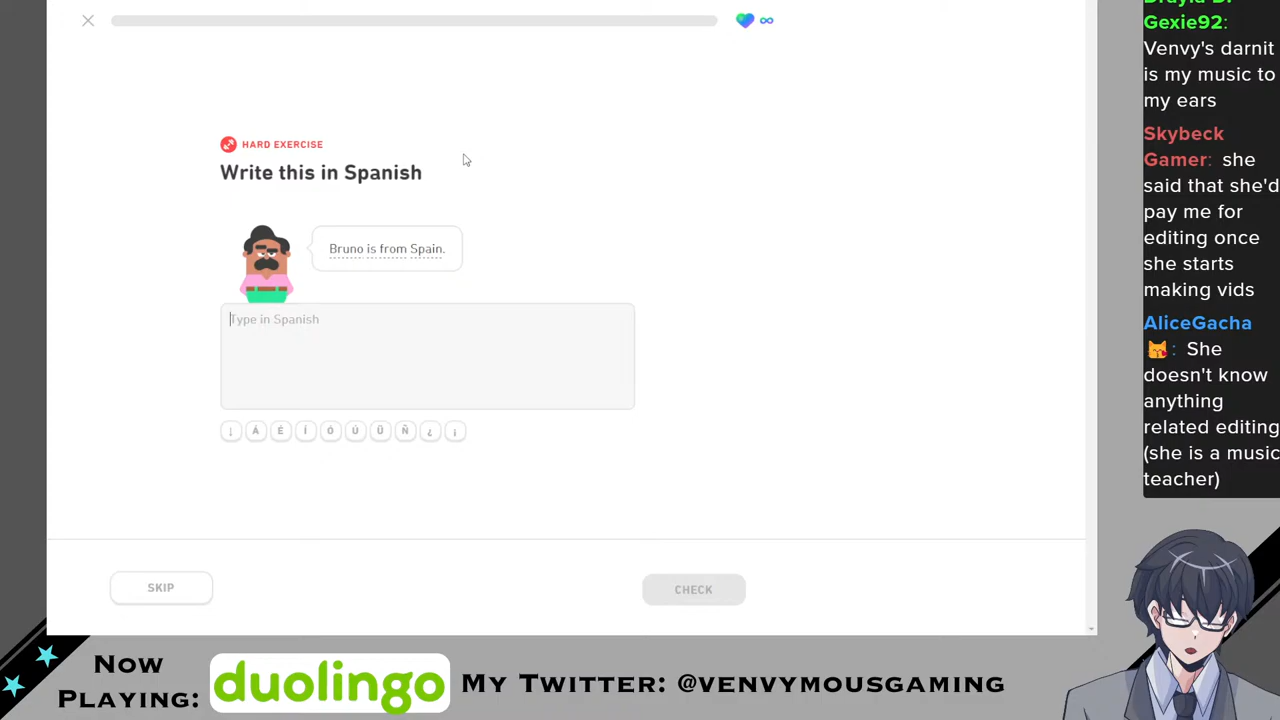 HARD EXERCISE
Write this in Spanish
Bruno is from Spain.
Type in Spanish
↓ Á É Í Ó Ú Ü Ñ ¿ ¡
SKIP
CHECK
Gexie92:
Venvy's darnit
is my music to
my ears
Skybeck
Gamer: she
said that she'd
pay me for
editing once
she starts
making vids
AliceGacha
: She
doesn't know
anything
related editing
(she is a music
teacher)
Now
Playing:
duolingo
My Twitter: @venvymousgaming